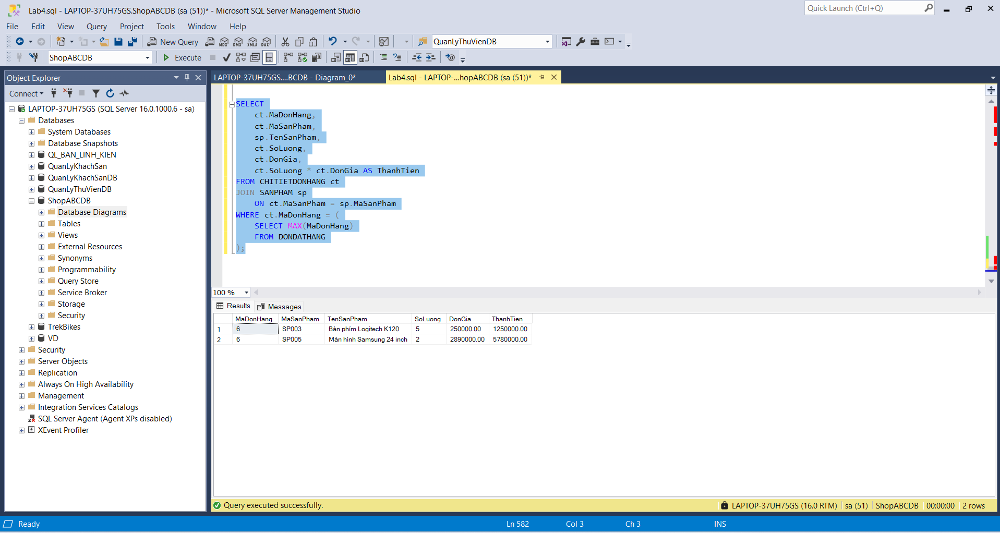 Lab4.sql - LAPTOP-37UH75GS.ShopABCDB (sa (51))* - Microsoft SQL Server Management Studio
Quick Launch (Ctrl+Q)
File Edit View Query Project Tools Window Help
New Query MDX DMX XMLA DAX QuanLyThuVienDB
ShopABCDB Execute
Object Explorer
LAPTOP-37UH75GS....BCDB - Diagram_0*
Lab4.sql - LAPTOP-...hopABCDB (sa (51))*
Connect
LAPTOP-37UH75GS (SQL Server 16.0.1000.6 - sa)
Databases
System Databases
Database Snapshots
QL_BAN_LINH_KIEN
QuanLyKhachSan
QuanLyKhachSanDB
QuanLyThuVienDB
ShopABCDB
Database Diagrams
Tables
Views
External Resources
Synonyms
Programmability
Query Store
Service Broker
Storage
Security
TrekBikes
VD
Security
Server Objects
Replication
Always On High Availability
Management
Integration Services Catalogs
SQL Server Agent (Agent XPs disabled)
XEvent Profiler
SELECT
ct.MaDonHang,
ct.MaSanPham,
sp.TenSanPham,
ct.SoLuong,
ct.DonGia,
ct.SoLuong * ct.DonGia AS ThanhTien
FROM CHITIETDONHANG ct
JOIN SANPHAM sp
ON ct.MaSanPham = sp.MaSanPham
WHERE ct.MaDonHang = (
SELECT MAX(MaDonHang)
FROM DONDATHANG
);
100 %
Results Messages
MaDonHang MaSanPham TenSanPham SoLuong DonGia ThanhTien
1 6 SP003 Bàn phím Logitech K120 5 250000.00 1250000.00
2 6 SP005 Màn hình Samsung 24 inch 2 2890000.00 5780000.00
Query executed successfully.
LAPTOP-37UH75GS (16.0 RTM) sa (51) ShopABCDB 00:00:00 2 rows
Ready Ln 582 Col 3 Ch 3 INS